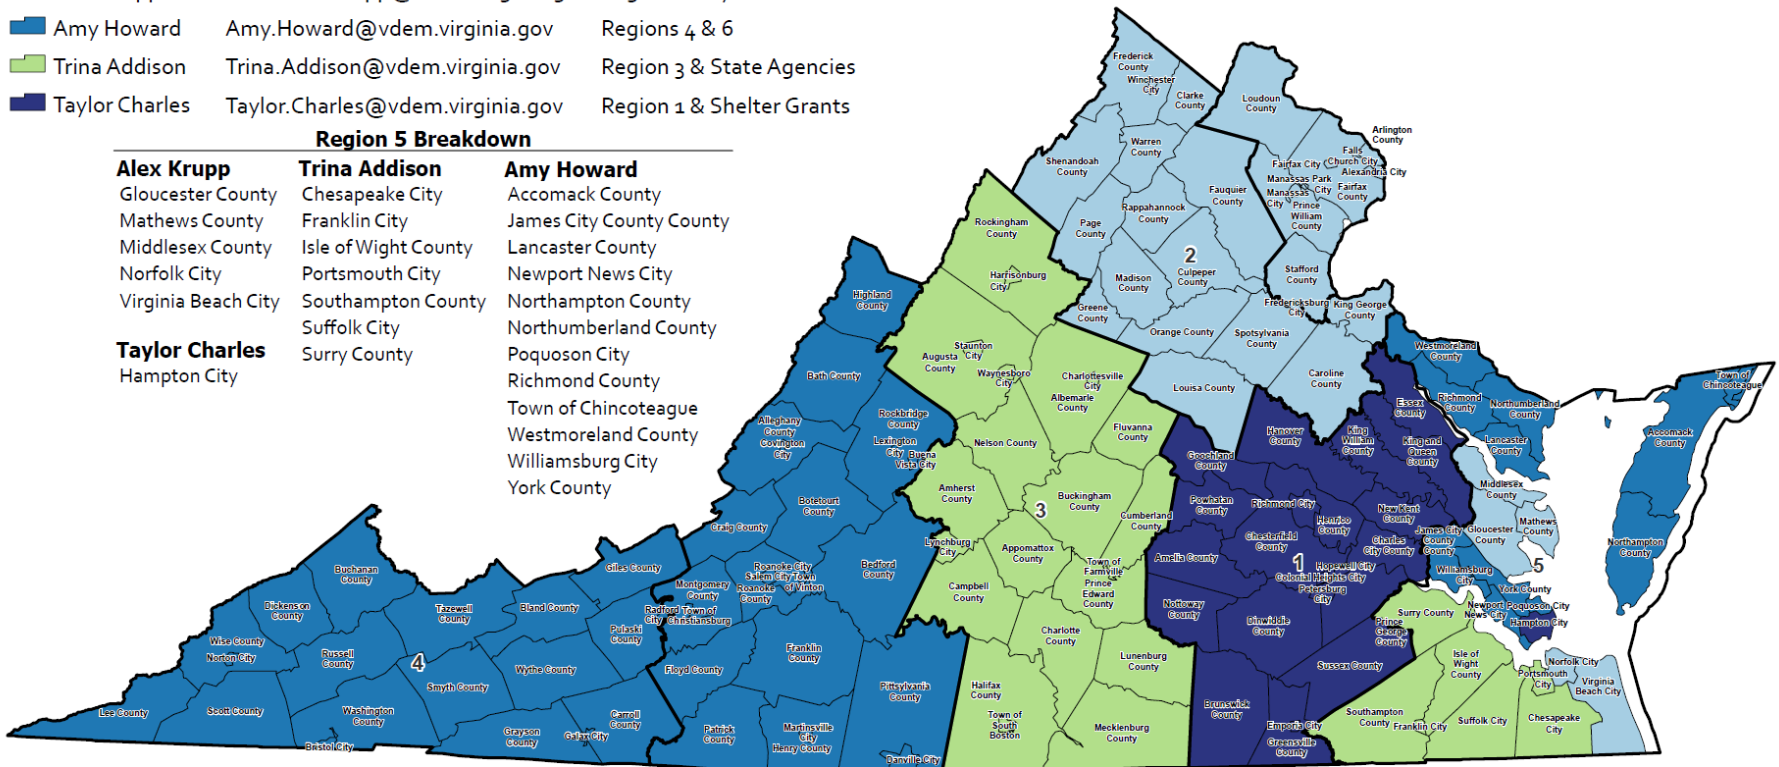 Amy Howard Amy.Howard@vdem.virginia.gov Regions 4 & 6
Trina Addison Trina.Addison@vdem.virginia.gov Region 3 & State Agencies
Taylor Charles Taylor.Charles@vdem.virginia.gov Region 1 & Shelter Grants
Region 5 Breakdown
Alex Krupp
Gloucester County
Mathews County
Middlesex County
Norfolk City
Virginia Beach City
Taylor Charles
Hampton City
Trina Addison
Chesapeake City
Franklin City
Isle of Wight County
Portsmouth City
Southampton County
Suffolk City
Surry County
Amy Howard
Accomack County
James City County County
Lancaster County
Newport News City
Northampton County
Northumberland County
Poquoson City
Richmond County
Town of Chincoteague
Westmoreland County
Williamsburg City
York County
Frederick
County
Winchester
City
Clarke
County
Loudoun
County
Arlington
County
Warren
County
Shenandoah
County
Falls
Church City
Fairfax City
Alexandria City
Manassas Park
City
Manassas
City
Fairfax
County
Prince
William
County
Fauquier
County
Rappahannock
County
Page
County
2
Culpeper
County
Madison
County
Stafford
County
Fredericksburg
City
King George
County
Greene
County
Orange County
Spotsylvania
County
Louisa County
Caroline
County
Rockingham
County
Harrisonburg
City
Augusta
County
Staunton
City
Waynesboro
City
Charlottesville
City
Albemarle
County
Fluvanna
County
Nelson County
Amherst
County
3
Buckingham
County
Cumberland
County
Lynchburg
City
Appomattox
County
Town of
Farmville
Prince
Edward
County
Campbell
County
Charlotte
County
Lunenburg
County
Halifax
County
Town of
South
Boston
Mecklenburg
County
Highland
County
Bath County
Alleghany
County
Covington
City
Rockbridge
County
Lexington
City
Buena
Vista City
Botetourt
County
Craig County
Roanoke City
Salem City
Town
of Vinton
Roanoke
County
Bedford
County
Giles County
Montgomery
County
Radford
City
Town of
Christiansburg
Franklin
County
Floyd County
Pittsylvania
County
Patrick
County
Martinsville
City
Henry County
Danville City
Buchanan
County
Dickenson
County
Tazewell
County
Bland County
Pulaski
County
Wise County
Norton City
Russell
County
4
Smyth County
Wythe County
Lee County
Scott County
Washington
County
Bristol City
Grayson
County
Galax City
Carroll
County
Essex
County
Hanover
County
King
William
County
King and
Queen
County
Goochland
County
Powhatan
County
Richmond City
Henrico
County
New Kent
County
Chesterfield
County
Charles
City County
Amelia County
1
Hopewell City
Colonial Heights City
Petersburg
City
Nottoway
County
Dinwiddie
County
Prince
George
County
Sussex County
Brunswick
County
Emporia City
Greensville
County
Westmoreland
County
Richmond
County
Northumberland
County
Lancaster
County
Town of
Chincoteague
Accomack
County
Northampton
County
Middlesex
County
Mathews
County
Gloucester
County
James City
County
County
5
Williamsburg
City
York County
Newport
News City
Poquoson City
Hampton City
Surry County
Isle of
Wight
County
Norfolk City
Portsmouth
City
Virginia
Beach City
Southampton
County
Franklin City
Suffolk City
Chesapeake
City